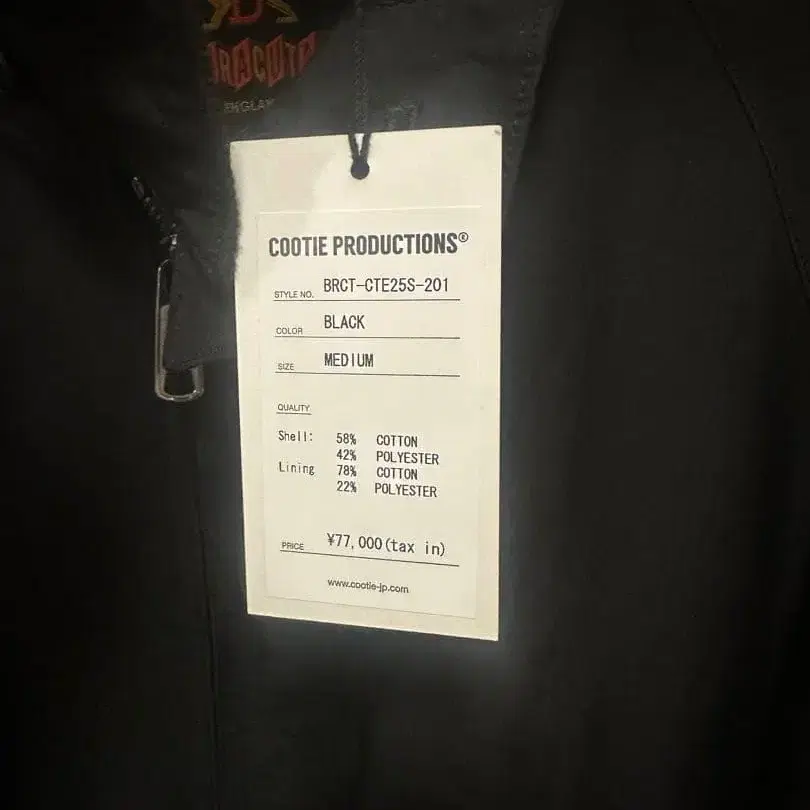 COOTIE PRODUCTIONS®
STYLE NO. BRCT-CTE25S-201
COLOR BLACK
SIZE MEDIUM
QUALITY
Shell: 58% COTTON
42% POLYESTER
Lining 78% COTTON
22% POLYESTER
PRICE ¥77,000(tax in)
www.cootie-jp.com